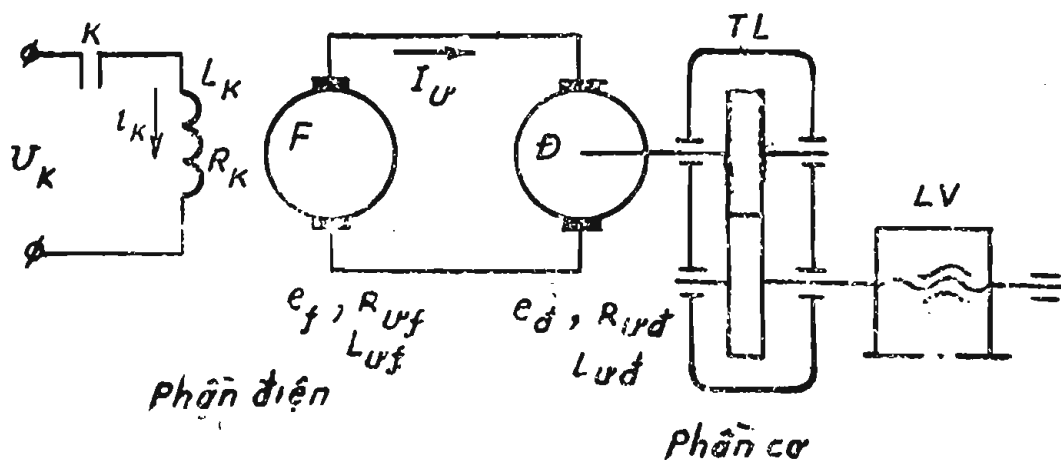 K
L_K
i_K
R_K
U_K
F
I_ư
Đ
TL
LV
e_f , R_ưf
L_ưf
e_đ , R_ưđ
L_ưđ
Phần điện
Phần cơ